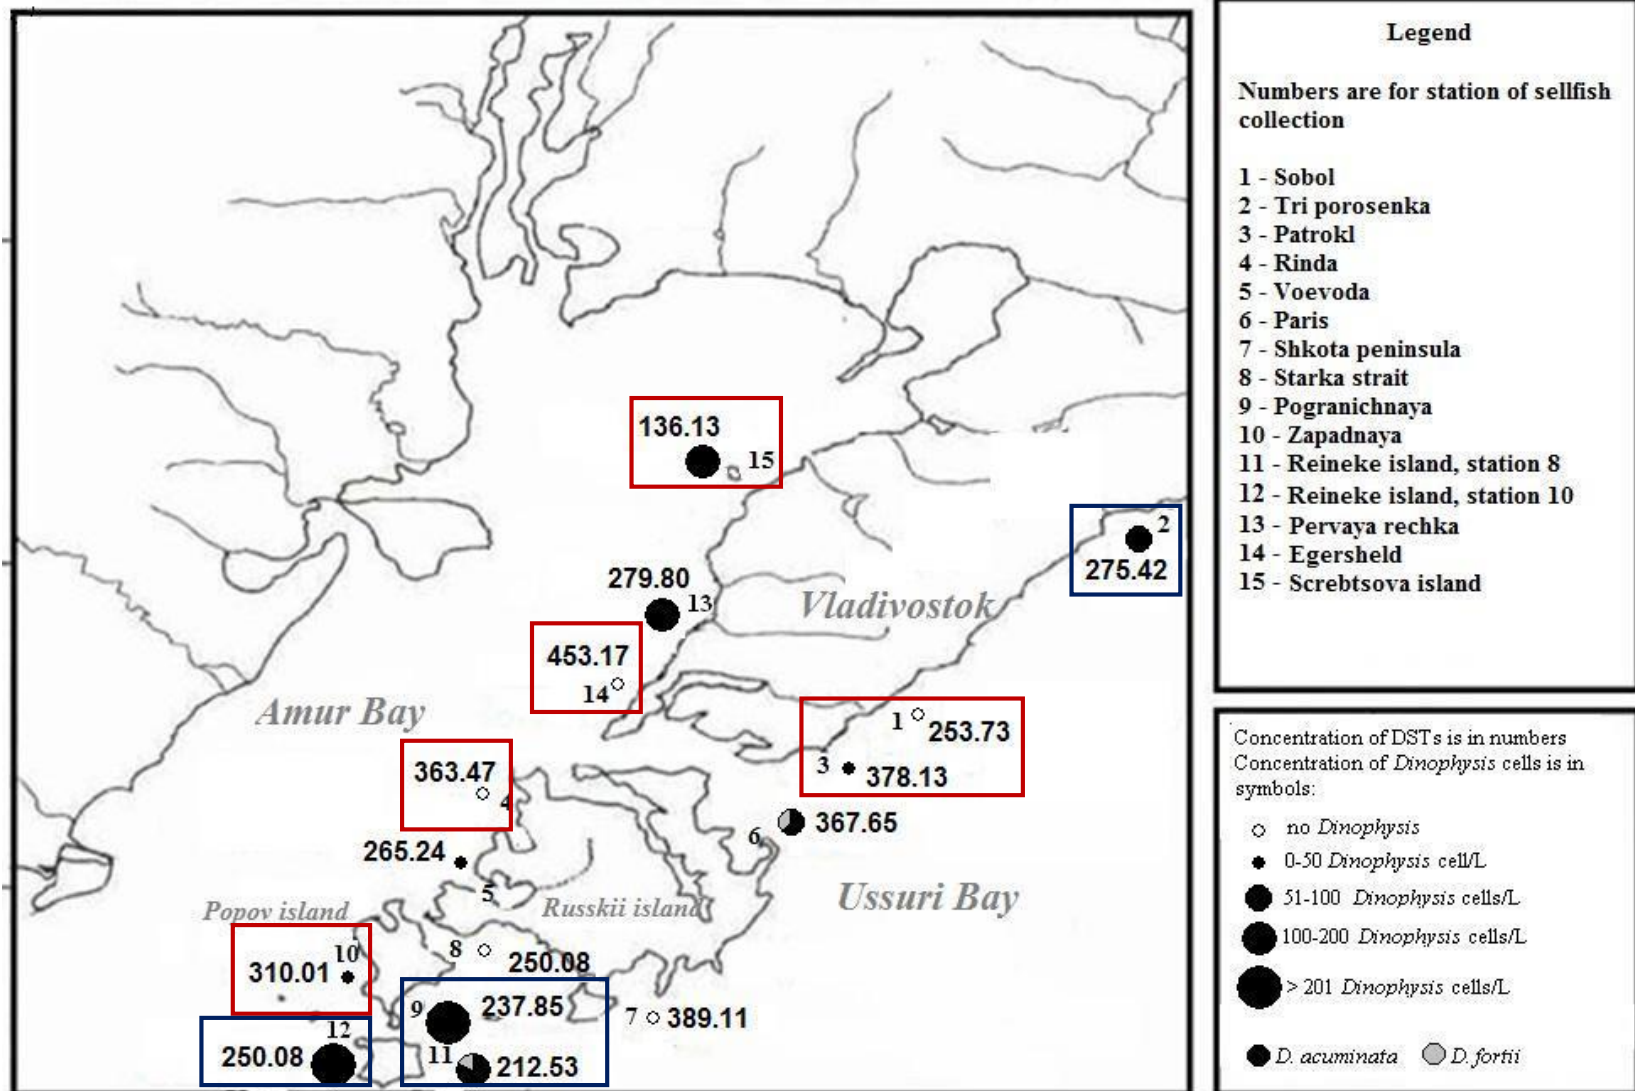 136.13
15
2
275.42
279.80
13
Vladivostok
453.17
14
Amur Bay
1
253.73
3
378.13
363.47
4
367.65
6
265.24
5
Ussuri Bay
Popov island
Russkii island
10
310.01
8
250.08
9
237.85
7
389.11
12
250.08
11
212.53
Legend
Numbers are for station of sellfish
collection
1 - Sobol
2 - Tri porosenka
3 - Patrokl
4 - Rinda
5 - Voevoda
6 - Paris
7 - Shkota peninsula
8 - Starka strait
9 - Pogranichnaya
10 - Zapadnaya
11 - Reineke island, station 8
12 - Reineke island, station 10
13 - Pervaya rechka
14 - Egersheld
15 - Screbtsova island
Concentration of DSTs is in numbers
Concentration of Dinophysis cells is in
symbols:
no Dinophysis
0-50 Dinophysis cell/L
51-100 Dinophysis cells/L
100-200 Dinophysis cells/L
> 201 Dinophysis cells/L
D. acuminata D. fortii